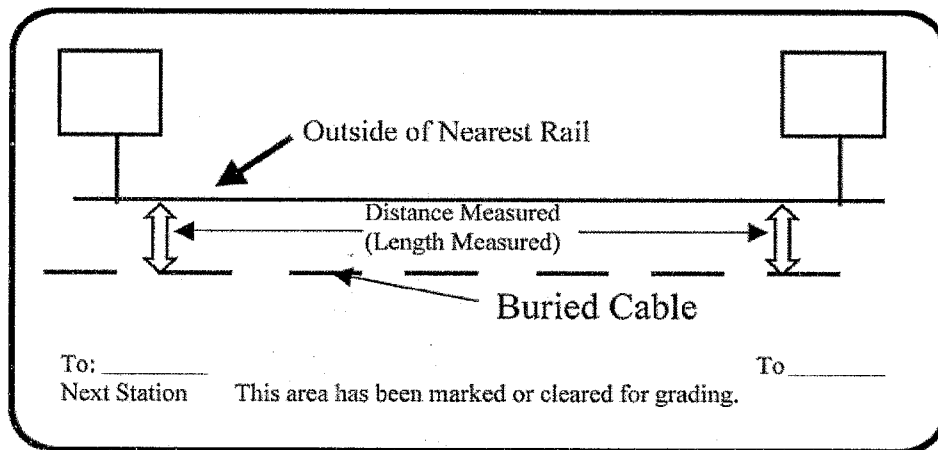 Outside of Nearest Rail
Distance Measured
(Length Measured)
Buried Cable
To: ________ To ________
Next Station This area has been marked or cleared for grading.